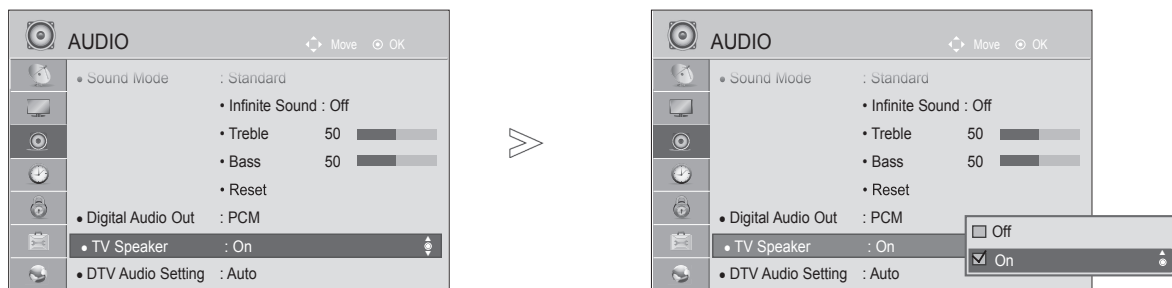 AUDIO Move OK
• Sound Mode : Standard
• Infinite Sound : Off
• Treble 50
• Bass 50
• Reset
• Digital Audio Out : PCM
• TV Speaker : On
• DTV Audio Setting : Auto
AUDIO Move OK
• Sound Mode : Standard
• Infinite Sound : Off
• Treble 50
• Bass 50
• Reset
• Digital Audio Out : PCM
• TV Speaker : On
• DTV Audio Setting : Auto
Off
On